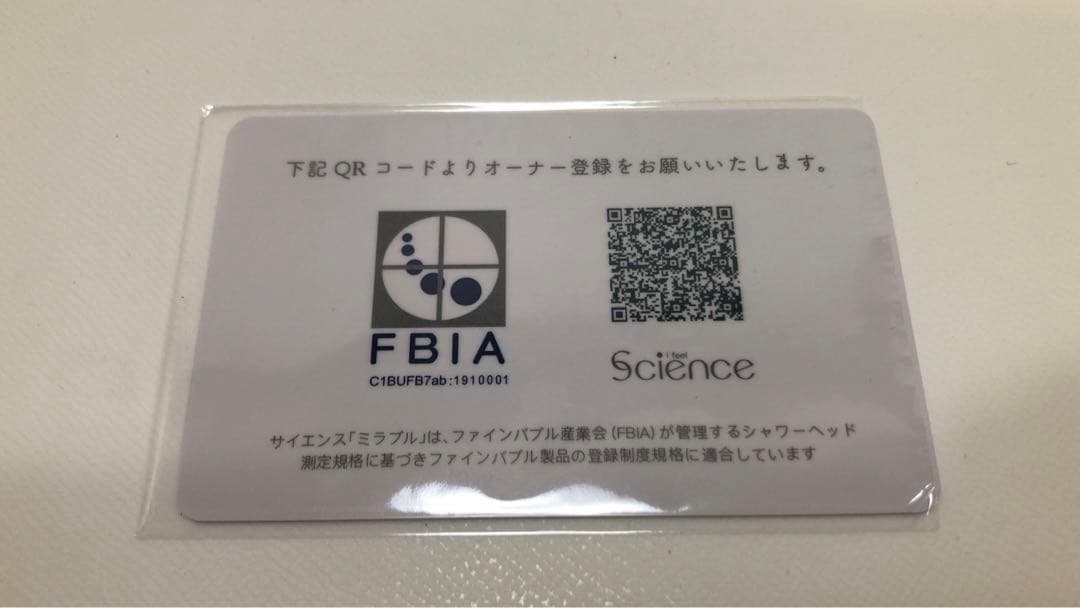 下記QRコードよりオーナー登録をお願いいたします。
FBIA
C1BUFB7ab:1910001
i feel
Science
サイエンス「ミラブル」は、ファインバブル産業会(FBIA)が管理するシャワーヘッド
測定規格に基づきファインバブル製品の登録制度規格に適合しています